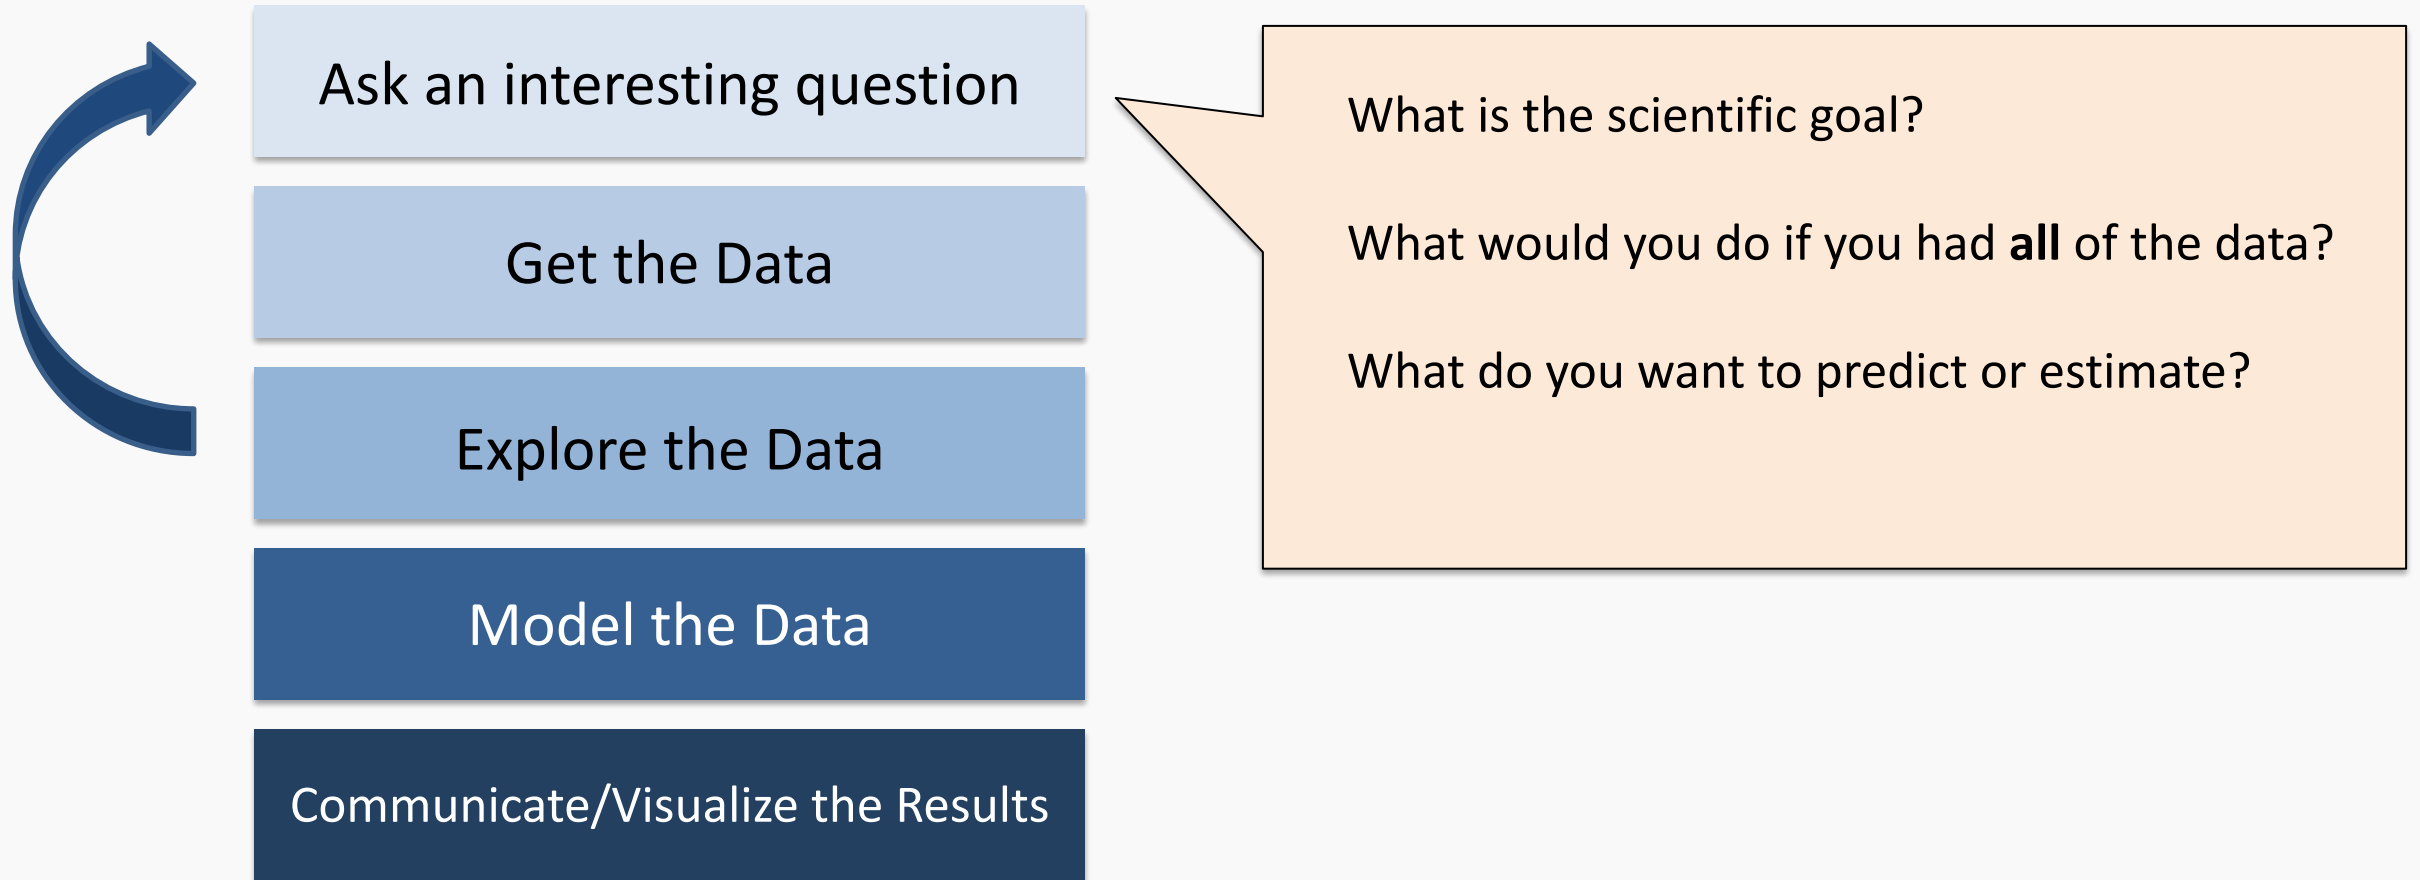 Ask an interesting question
Get the Data
Explore the Data
Model the Data
Communicate/Visualize the Results
What is the scientific goal?
What would you do if you had all of the data?
What do you want to predict or estimate?